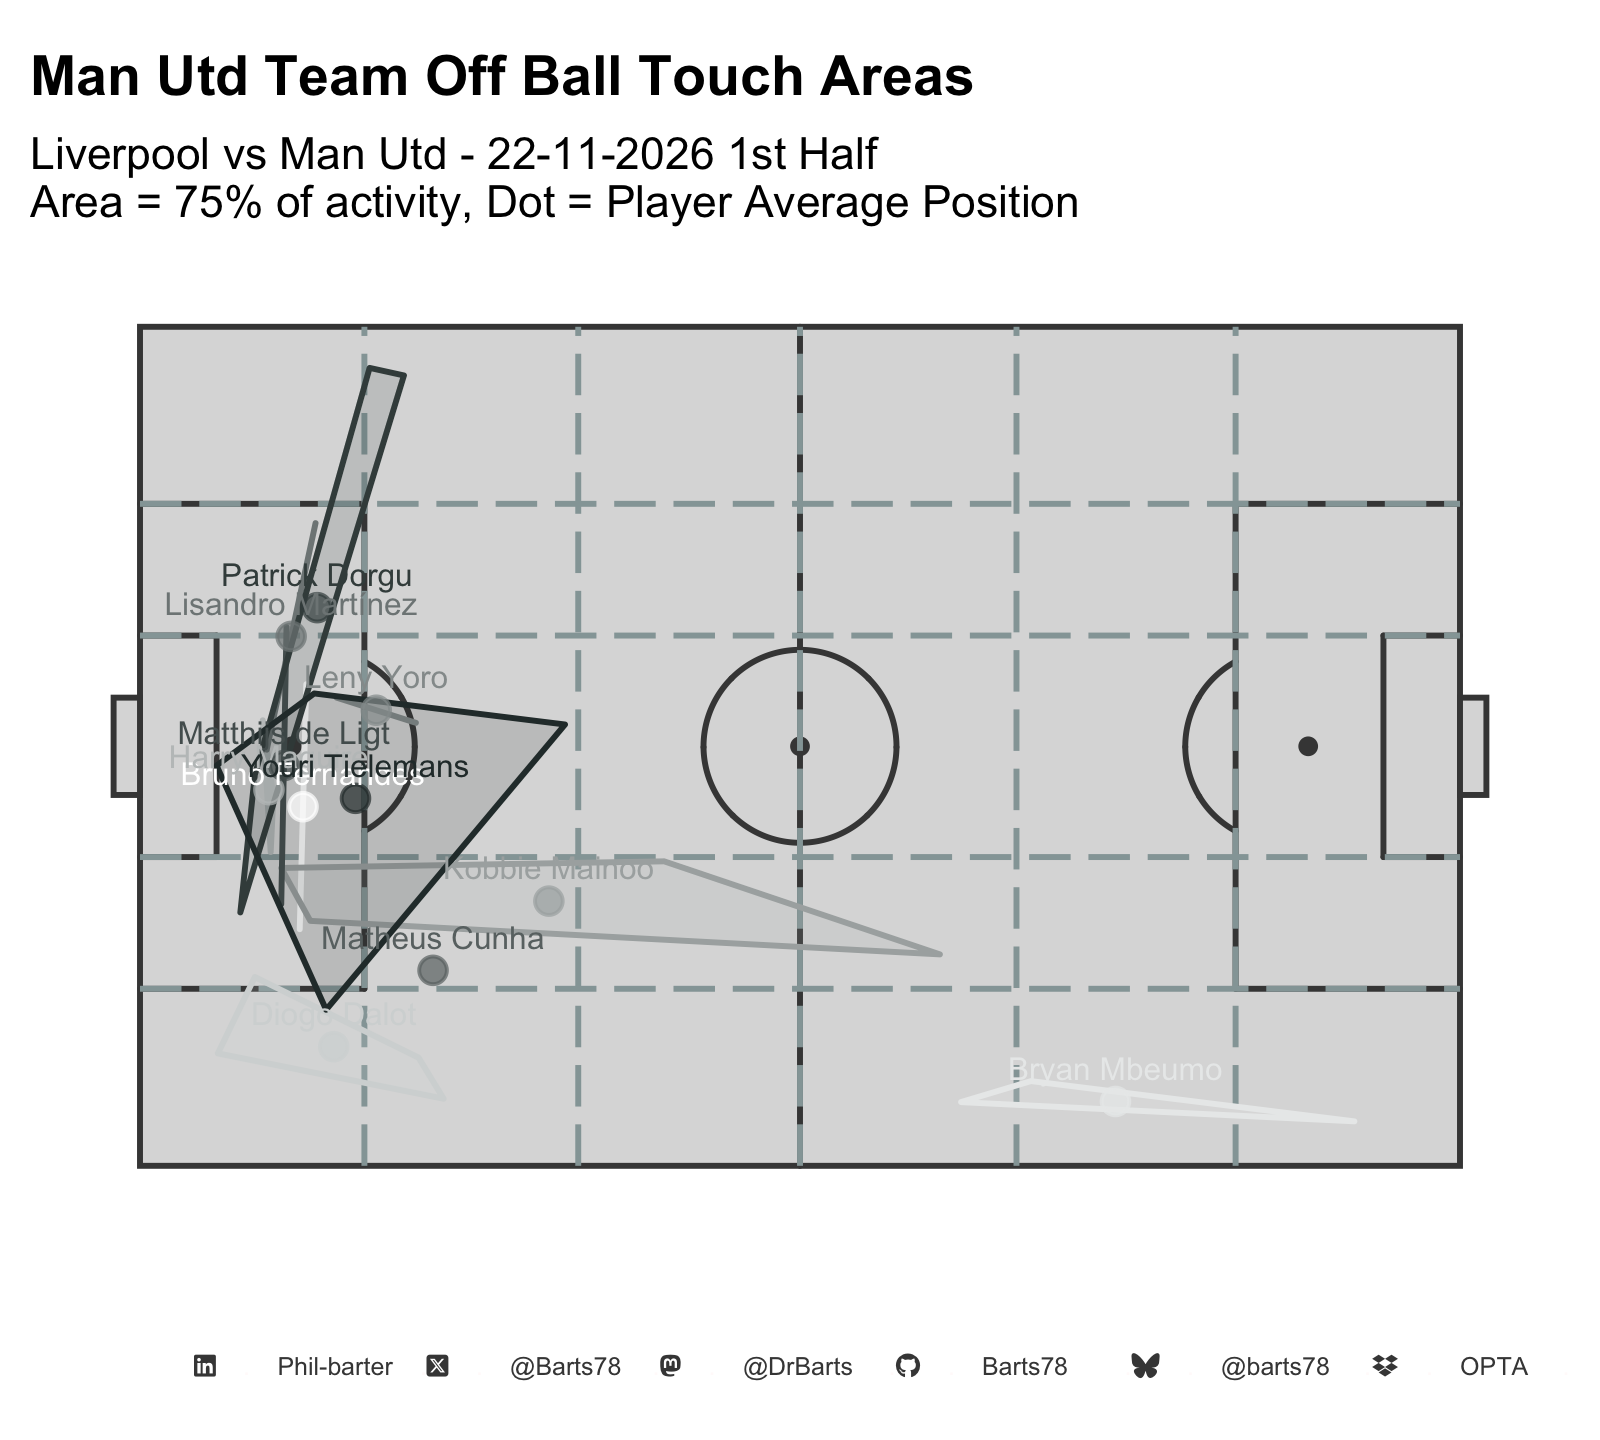 Man Utd Team Off Ball Touch Areas
Liverpool vs Man Utd - 22-11-2026 1st Half
Area = 75% of activity, Dot = Player Average Position
Patrick Dorgu
Lisandro Martínez
Leny Yoro
Matthijs de Ligt
Harry
Youri Tielemans
Bruno Fernandes
Kobbie Mainoo
Matheus Cunha
Diogo Dalot
Bryan Mbeumo
Phil-barter @Barts78 @DrBarts Barts78 @barts78 OPTA